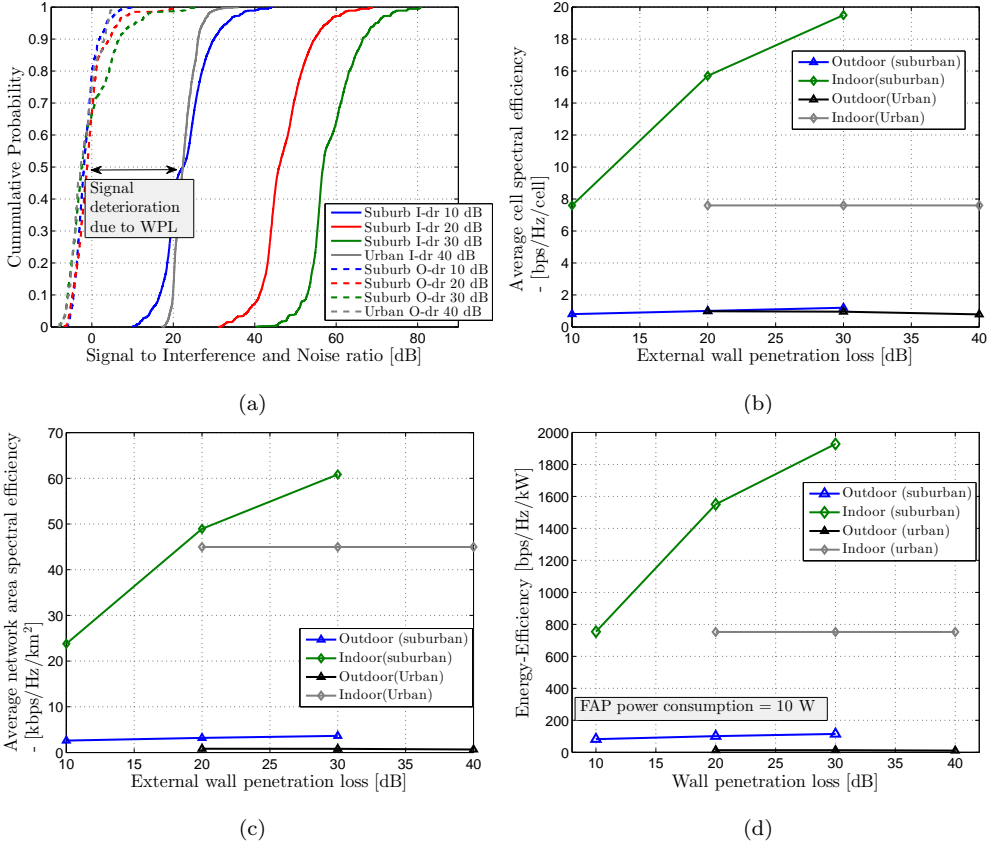 Cummulative Probability
1
0.9
0.8
0.7
0.6
0.5
0.4
0.3
0.2
0.1
0
0
20
40
60
80
Signal to Interference and Noise ratio [dB]
Signal
deterioration
due to WPL
Suburb I-dr 10 dB
Suburb I-dr 20 dB
Suburb I-dr 30 dB
Urban I-dr 40 dB
Suburb O-dr 10 dB
Suburb O-dr 20 dB
Suburb O-dr 30 dB
Urban O-dr 40 dB
(a)
Average cell spectral efficiency
- [bps/Hz/cell]
20
18
16
14
12
10
8
6
4
2
0
10
15
20
25
30
35
40
External wall penetration loss [dB]
Outdoor (suburban)
Indoor(suburban)
Outdoor(Urban)
Indoor(Urban)
(b)
Average network area spectral efficiency
- [kbps/Hz/km²]
70
60
50
40
30
20
10
0
10
15
20
25
30
35
40
External wall penetration loss [dB]
Outdoor (suburban)
Indoor(suburban)
Outdoor(Urban)
Indoor(Urban)
(c)
Energy-Efficiency [bps/Hz/kW]
2000
1800
1600
1400
1200
1000
800
600
400
200
0
10
15
20
25
30
35
40
Wall penetration loss [dB]
Outdoor (suburban)
Indoor (suburban)
Outdoor (urban)
Indoor (urban)
FAP power consumption = 10 W
(d)